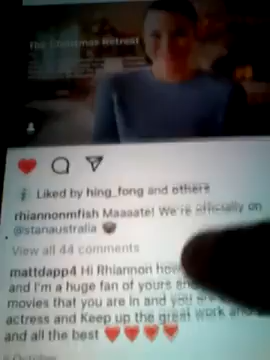 The Christmas Retreat
Liked by hing_fong and others
rhiannonmfish Maaaate! We're officially on
@stanaustralia
View all 44 comments
mattdapp4 Hi Rhiannon
and I'm a huge fan of yours
movies that you are in and you are
actress and Keep up the great work
and all the best ❤️❤️❤️❤️
October